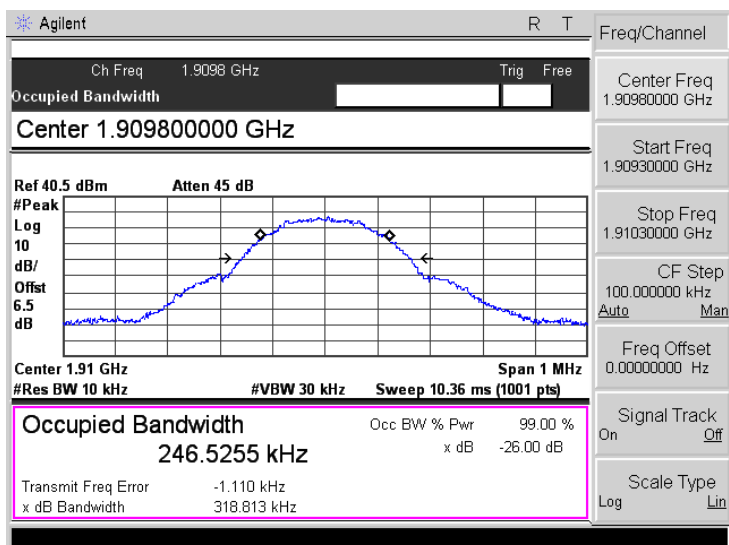 Agilent R T
Freq/Channel
Ch Freq 1.9098 GHz Trig Free
Occupied Bandwidth
Center 1.909800000 GHz
Ref 40.5 dBm Atten 45 dB
#Peak
Log
10
dB/
Offst
6.5
dB
Center 1.91 GHz Span 1 MHz
#Res BW 10 kHz #VBW 30 kHz Sweep 10.36 ms (1001 pts)
Occupied Bandwidth Occ BW % Pwr 99.00 %
246.5255 kHz x dB -26.00 dB
Transmit Freq Error -1.110 kHz
x dB Bandwidth 318.813 kHz
Center Freq
1.90980000 GHz
Start Freq
1.90930000 GHz
Stop Freq
1.91030000 GHz
CF Step
100.000000 kHz
Auto Man
Freq Offset
0.00000000 Hz
Signal Track
On Off
Scale Type
Log Lin